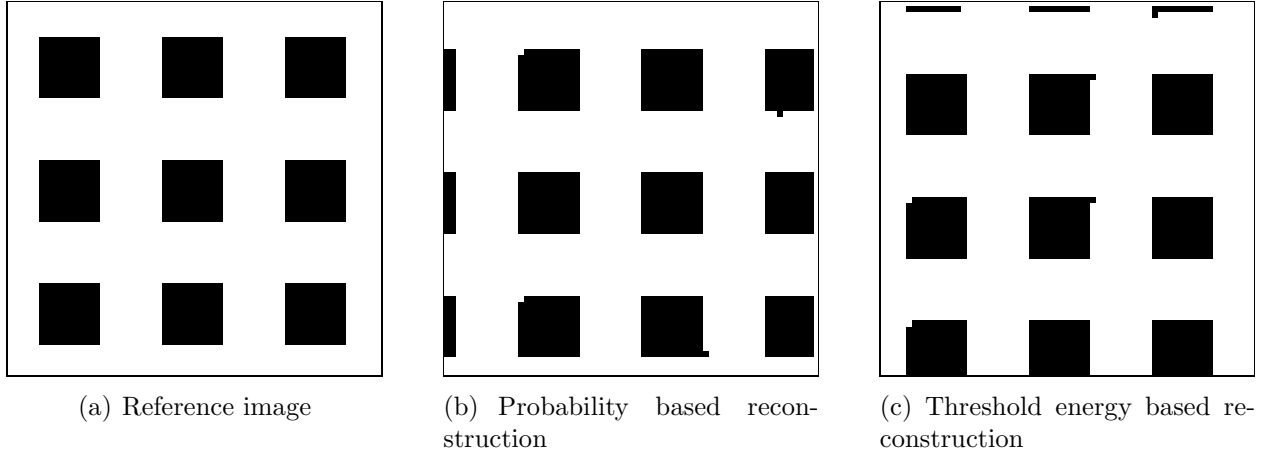 (a) Reference image
(b) Probability based recon-
struction
(c) Threshold energy based re-
construction